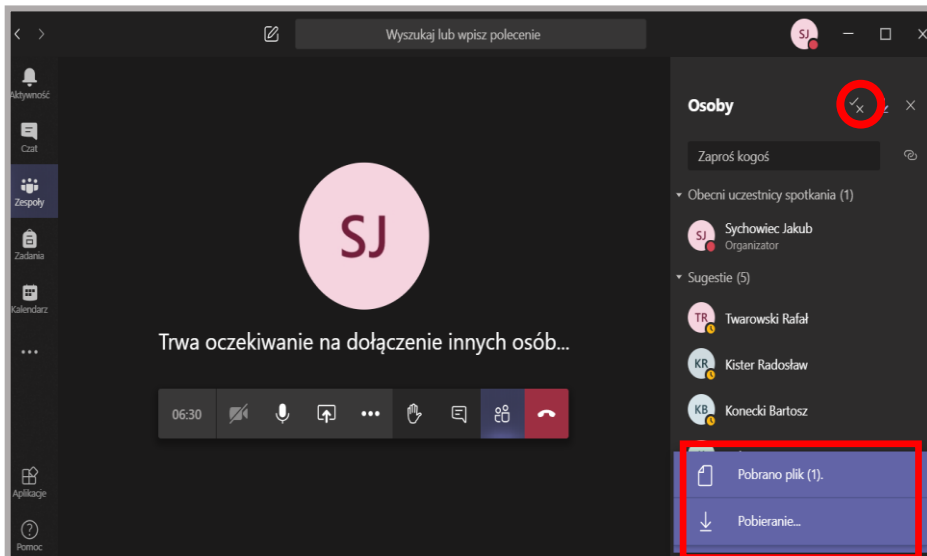 Wyszukaj lub wpisz polecenie
SJ
Aktywność
Czat
Zespoły
Zadania
Kalendarz
Aplikacje
Pomoc
SJ
Trwa oczekiwanie na dołączenie innych osób...
06:30
Osoby
Zaproś kogoś
Obecni uczestnicy spotkania (1)
SJ Sychowiec Jakub
Organizator
Sugestie (5)
TR Twarowski Rafał
KR Kister Radosław
KB Konecki Bartosz
Pobrano plik (1).
Pobieranie...